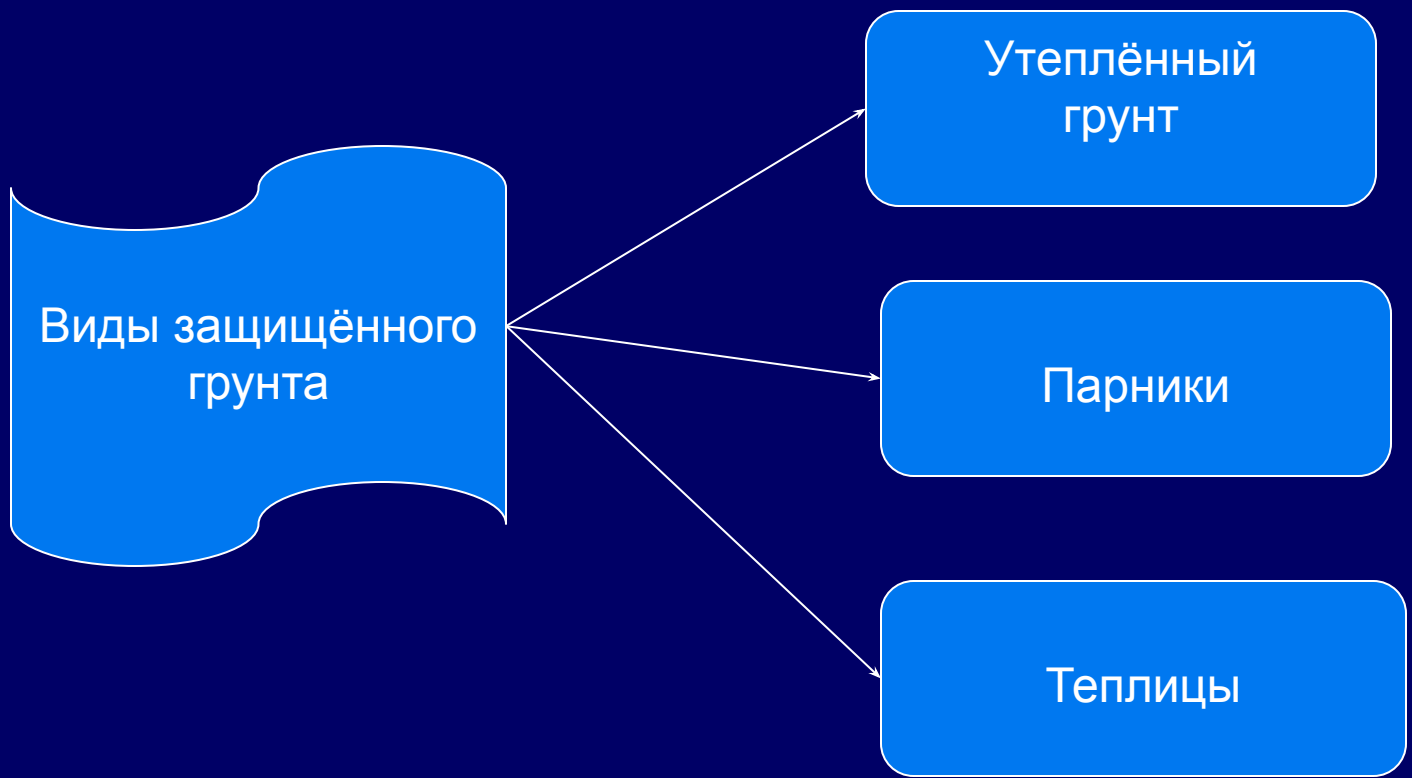 Виды защищённого
грунта
Утеплённый
грунт
Парники
Теплицы